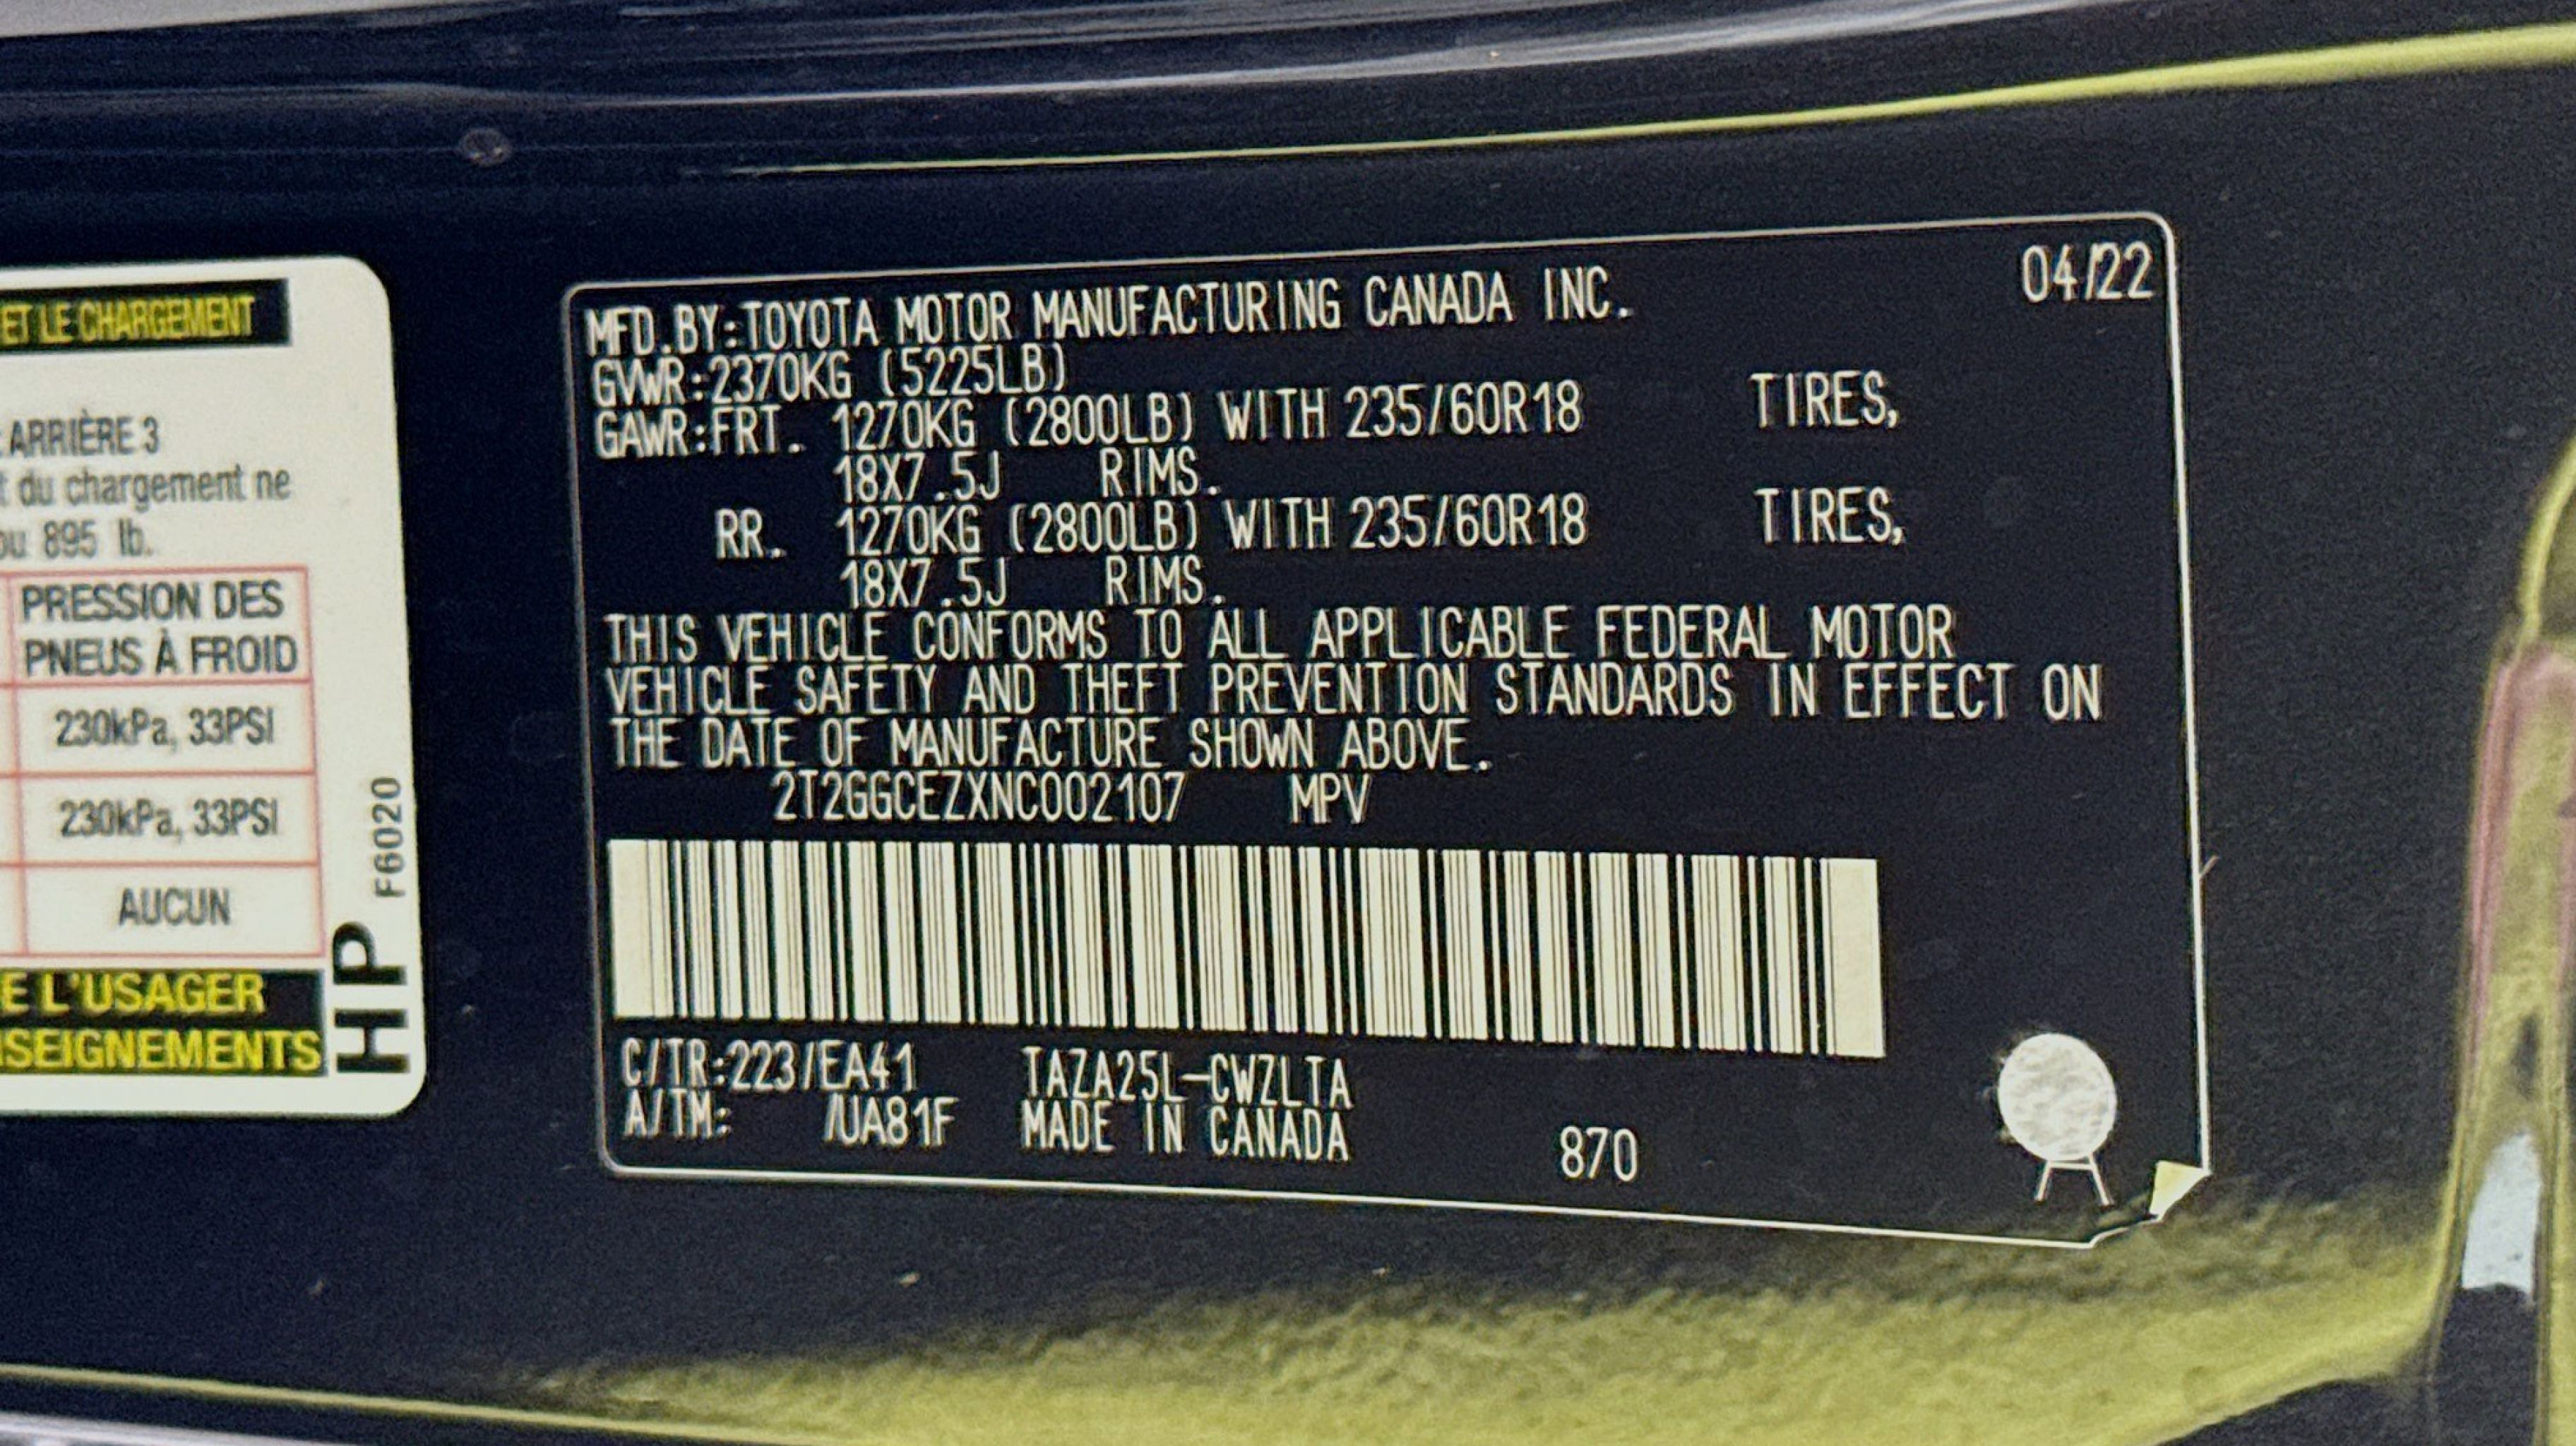 ET LE CHARGEMENT
ARRIÈRE 3
du chargement ne
ou 895 lb.
PRESSION DES
PNEUS À FROID
230kPa, 33PSI
230kPa, 33PSI
AUCUN
E L'USAGER
SEIGNEMENTS
HP F6020
04/22
MFD.BY:TOYOTA MOTOR MANUFACTURING CANADA INC.
GVWR:2370KG (5225LB)
GAWR:FRT. 1270KG (2800LB) WITH 235/60R18 TIRES,
18X7.5J RIMS.
RR. 1270KG (2800LB) WITH 235/60R18 TIRES,
18X7.5J RIMS.
THIS VEHICLE CONFORMS TO ALL APPLICABLE FEDERAL MOTOR
VEHICLE SAFETY AND THEFT PREVENTION STANDARDS IN EFFECT ON
THE DATE OF MANUFACTURE SHOWN ABOVE.
2T2GGCEZXNC002107 MPV
C/TR:223/EA41 TAZA25L-CWZLTA
A/TM: /UA81F MADE IN CANADA
870